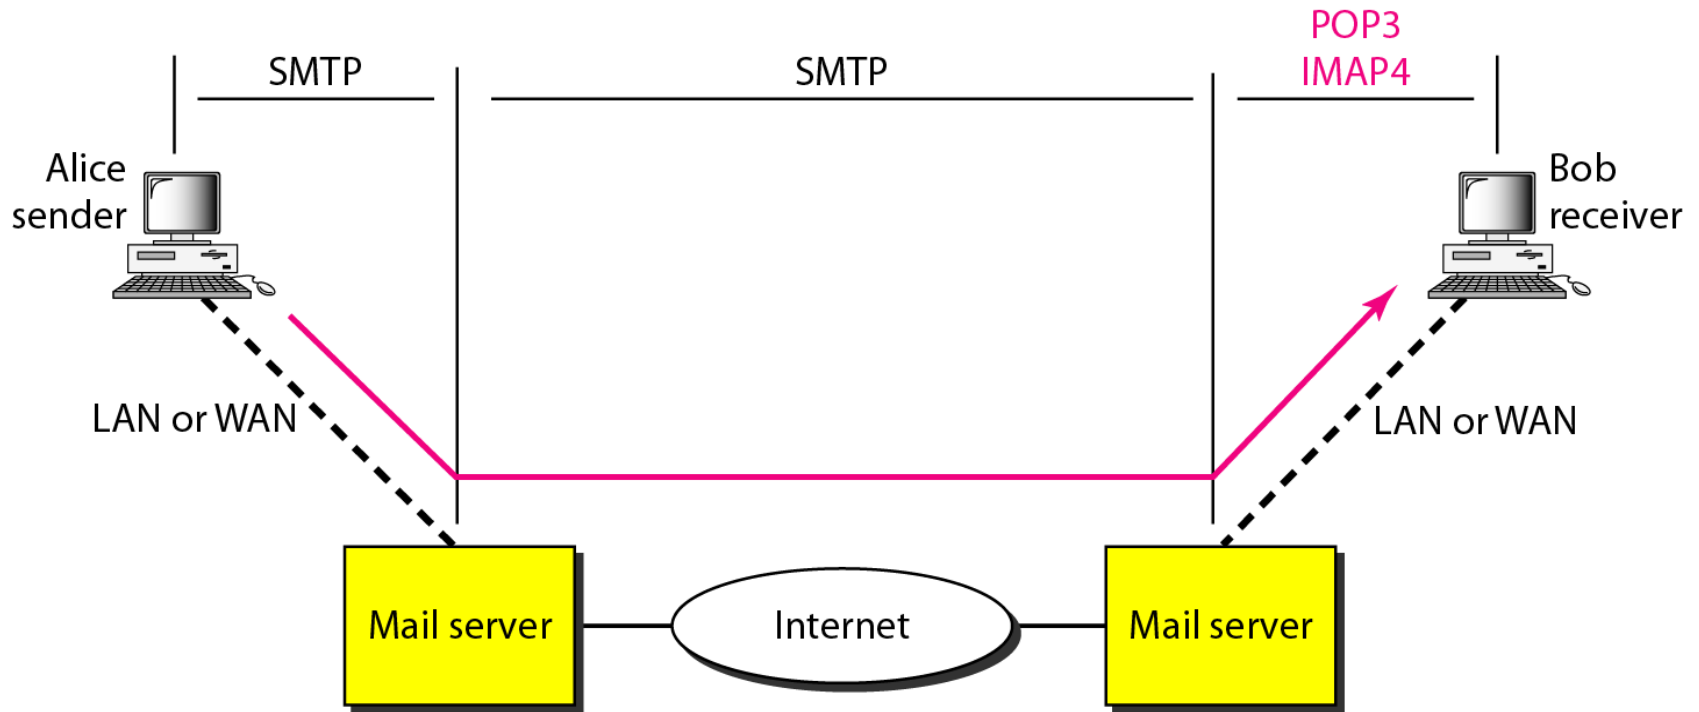 POP3
SMTP
SMTP
IMAP4
Alice
sender
Bob
receiver
LAN or WAN
LAN or WAN
Mail server
Internet
Mail server